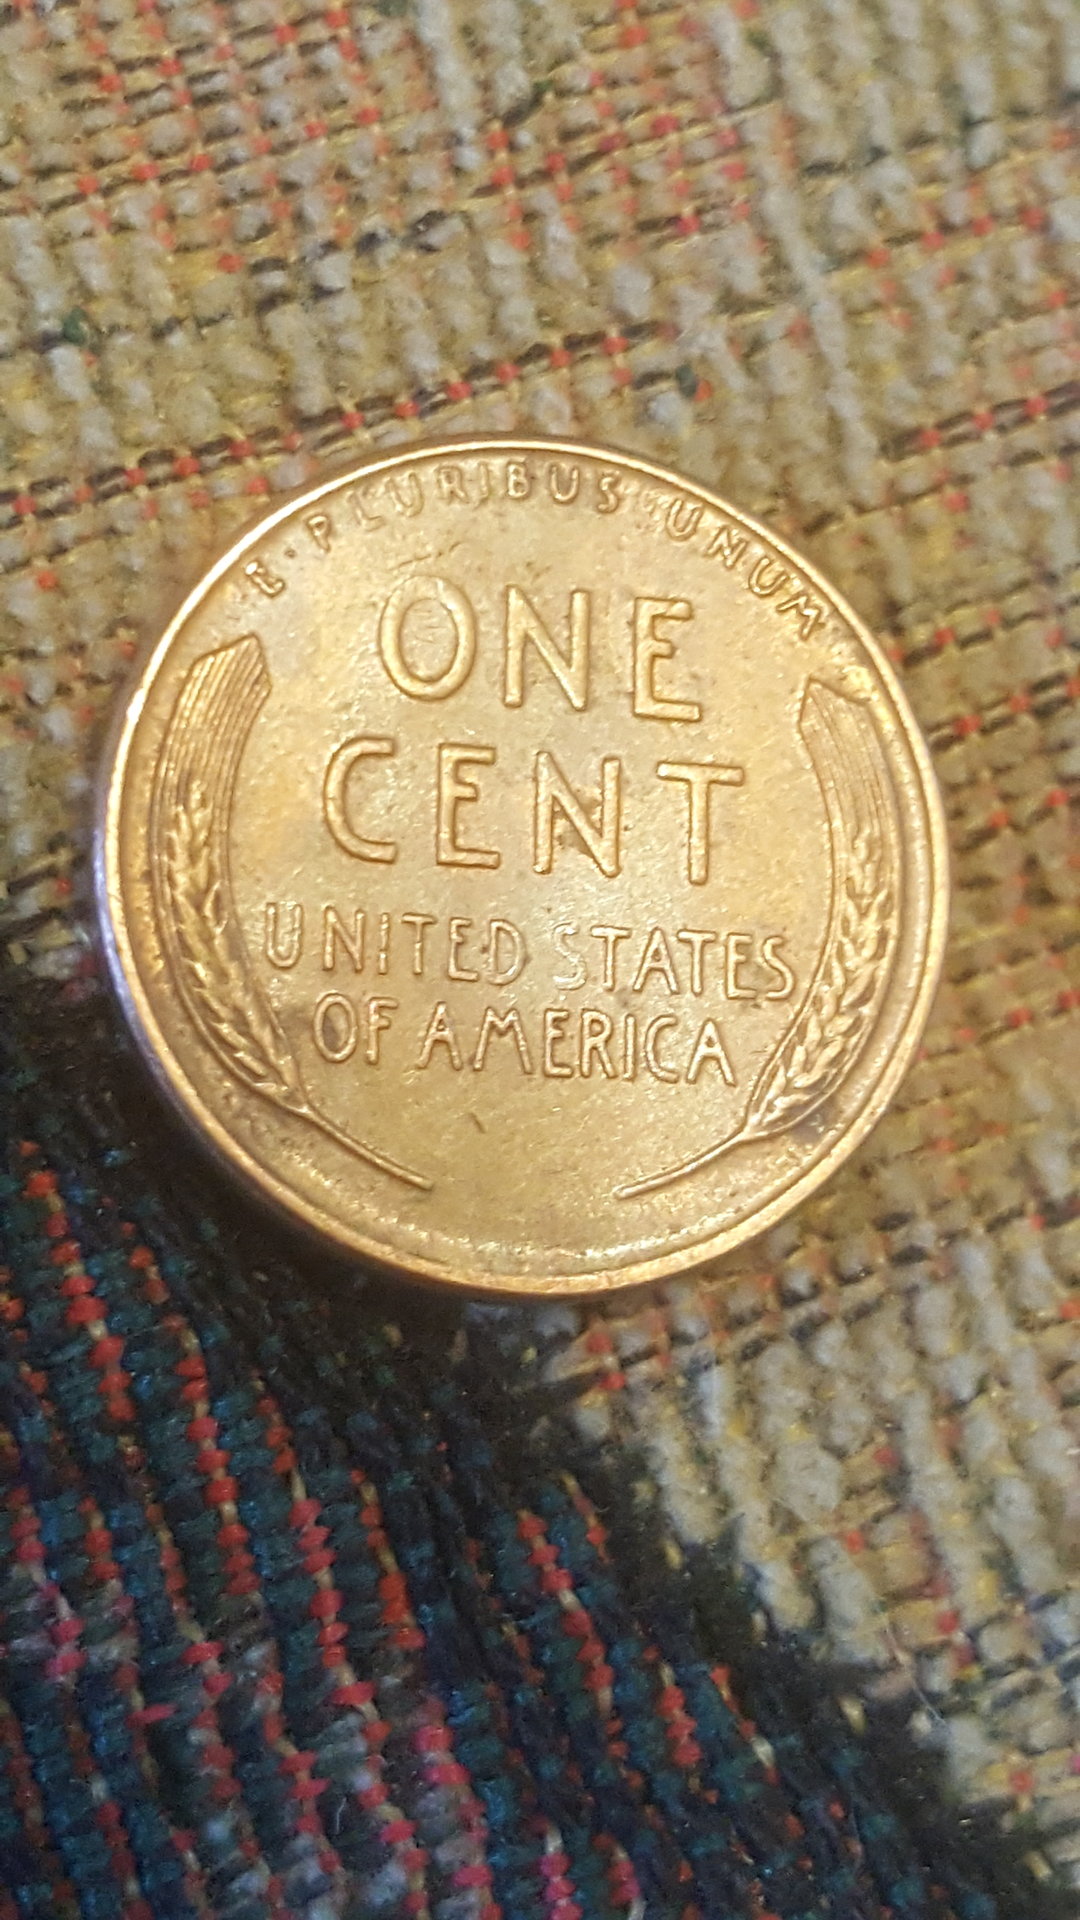 E · PLURIBUS · UNUM
ONE
CENT
UNITED STATES
OF AMERICA